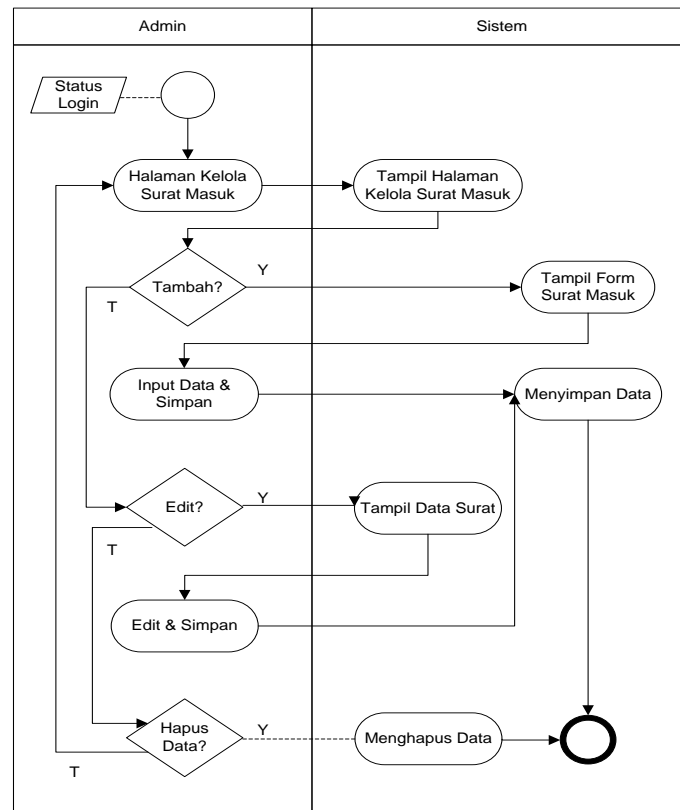 Admin
Sistem
Status
Login
Halaman Kelola
Surat Masuk
Tampil Halaman
Kelola Surat Masuk
Tambah?
Y
T
Tampil Form
Surat Masuk
Input Data &
Simpan
Menyimpan Data
Edit?
Y
T
Tampil Data Surat
Edit & Simpan
Hapus
Data?
Y
T
Menghapus Data